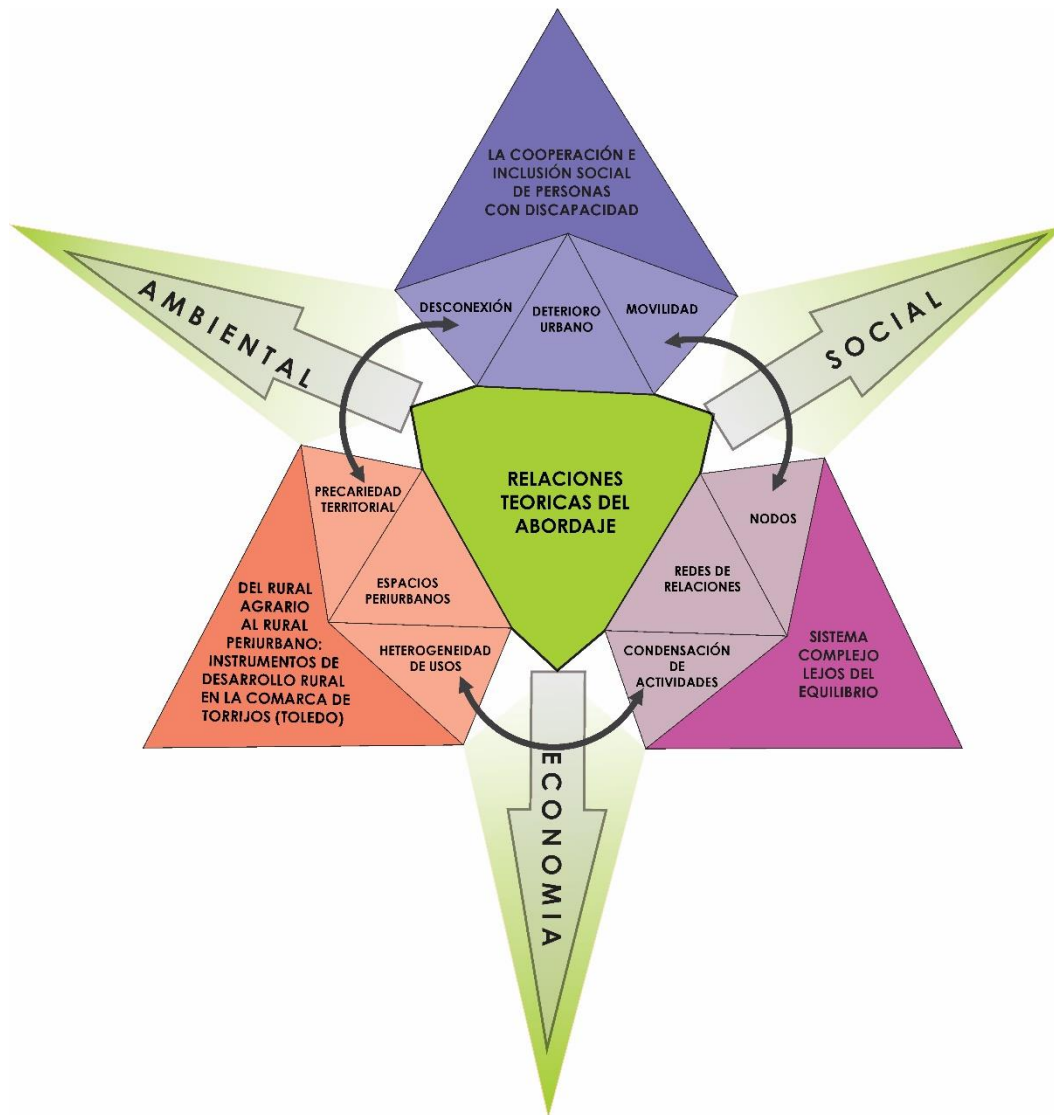 LA COOPERACIÓN E
INCLUSIÓN SOCIAL
DE PERSONAS
CON DISCAPACIDAD
DESCONEXIÓN
DETERIORO
URBANO
MOVILIDAD
AMBIENTAL
SOCIAL
RELACIONES
TEORICAS DEL
ABORDAJE
PRECARIEDAD
TERRITORIAL
ESPACIOS
PERIURBANOS
HETEROGENEIDAD
DE USOS
DEL RURAL
AGRARIO
AL RURAL
PERIURBANO:
INSTRUMENTOS DE
DESARROLLO RURAL
EN LA COMARCA DE
TORRIJOS (TOLEDO)
NODOS
REDES DE
RELACIONES
CONDENSACIÓN
DE
ACTIVIDADES
SISTEMA
COMPLEJO
LEJOS DEL
EQUILIBRIO
ECONOMIA